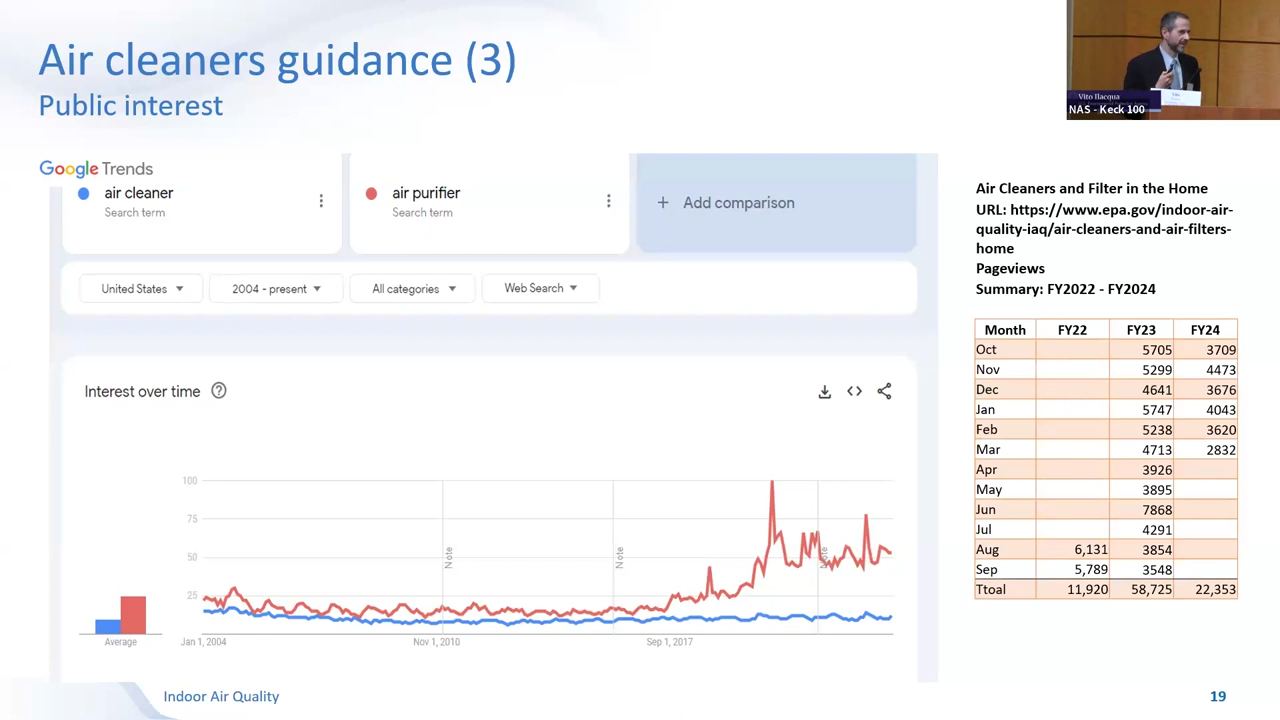 Air cleaners guidance (3)
Public interest
Vito Ilacqua
NAS - Keck 100
Google Trends
air cleaner
Search term
air purifier
Search term
+ Add comparison
United States
2004 - present
All categories
Web Search
Interest over time
100
75
50
25
Note
Note
Note
Average
Jan 1, 2004
Nov 1, 2010
Sep 1, 2017
Air Cleaners and Filter in the Home
URL: https://www.epa.gov/indoor-air-
quality-iaq/air-cleaners-and-air-filters-
home
Pageviews
Summary: FY2022 - FY2024
Month FY22 FY23 FY24
Oct 5705 3709
Nov 5299 4473
Dec 4641 3676
Jan 5747 4043
Feb 5238 3620
Mar 4713 2832
Apr 3926
May 3895
Jun 7868
Jul 4291
Aug 6,131 3854
Sep 5,789 3548
Ttoal 11,920 58,725 22,353
Indoor Air Quality
19